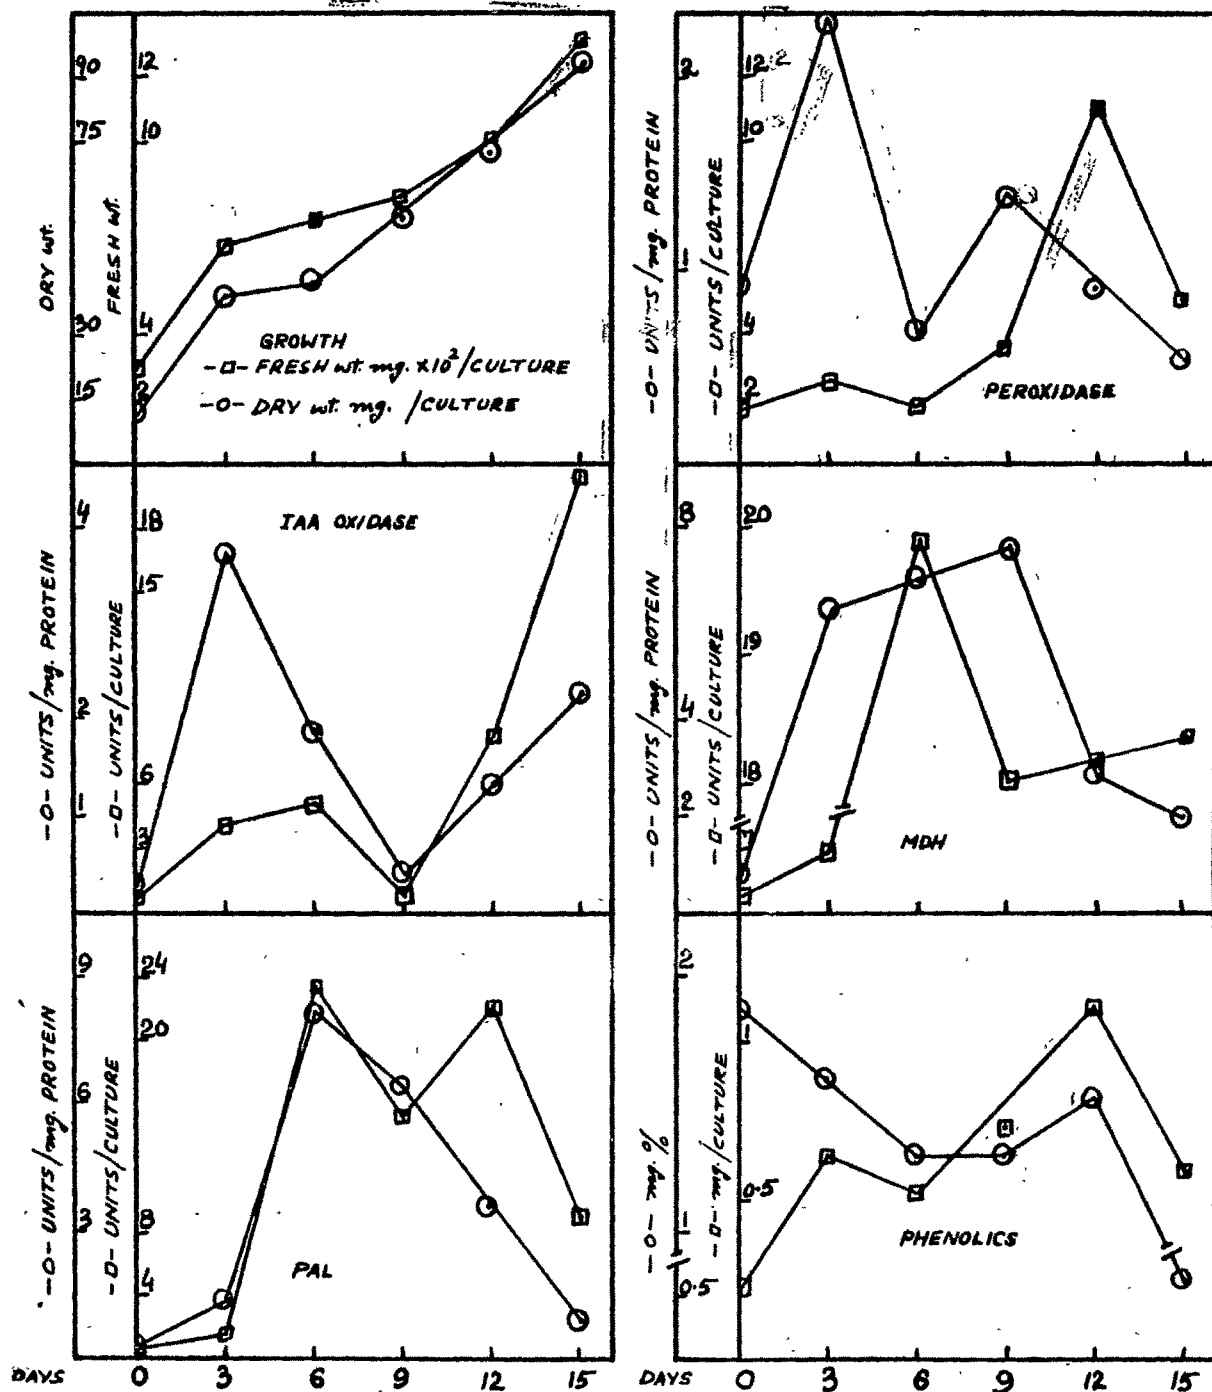 90
75
30
15
DRY wt.
12
10
4
2
FRESH wt.
GROWTH
-□- FRESH wt. mg. x10²/CULTURE
-O- DRY wt. mg. /CULTURE
2
1
-O- UNITS/mg. PROTEIN
12
10
4
2
-□- UNITS/CULTURE
PEROXIDASE
4
2
1
-O- UNITS/mg. PROTEIN
18
15
6
3
-□- UNITS/CULTURE
IAA OXIDASE
8
4
2
-O- UNITS/mg. PROTEIN
20
19
18
-□- UNITS/CULTURE
MDH
9
6
3
-O- UNITS/mg. PROTEIN
24
20
8
4
-□- UNITS/CULTURE
PAL
2
1
0.5
-O- mg. %
1
0.5
-□- mg./CULTURE
PHENOLICS
DAYS 0 3 6 9 12 15
DAYS 0 3 6 9 12 15